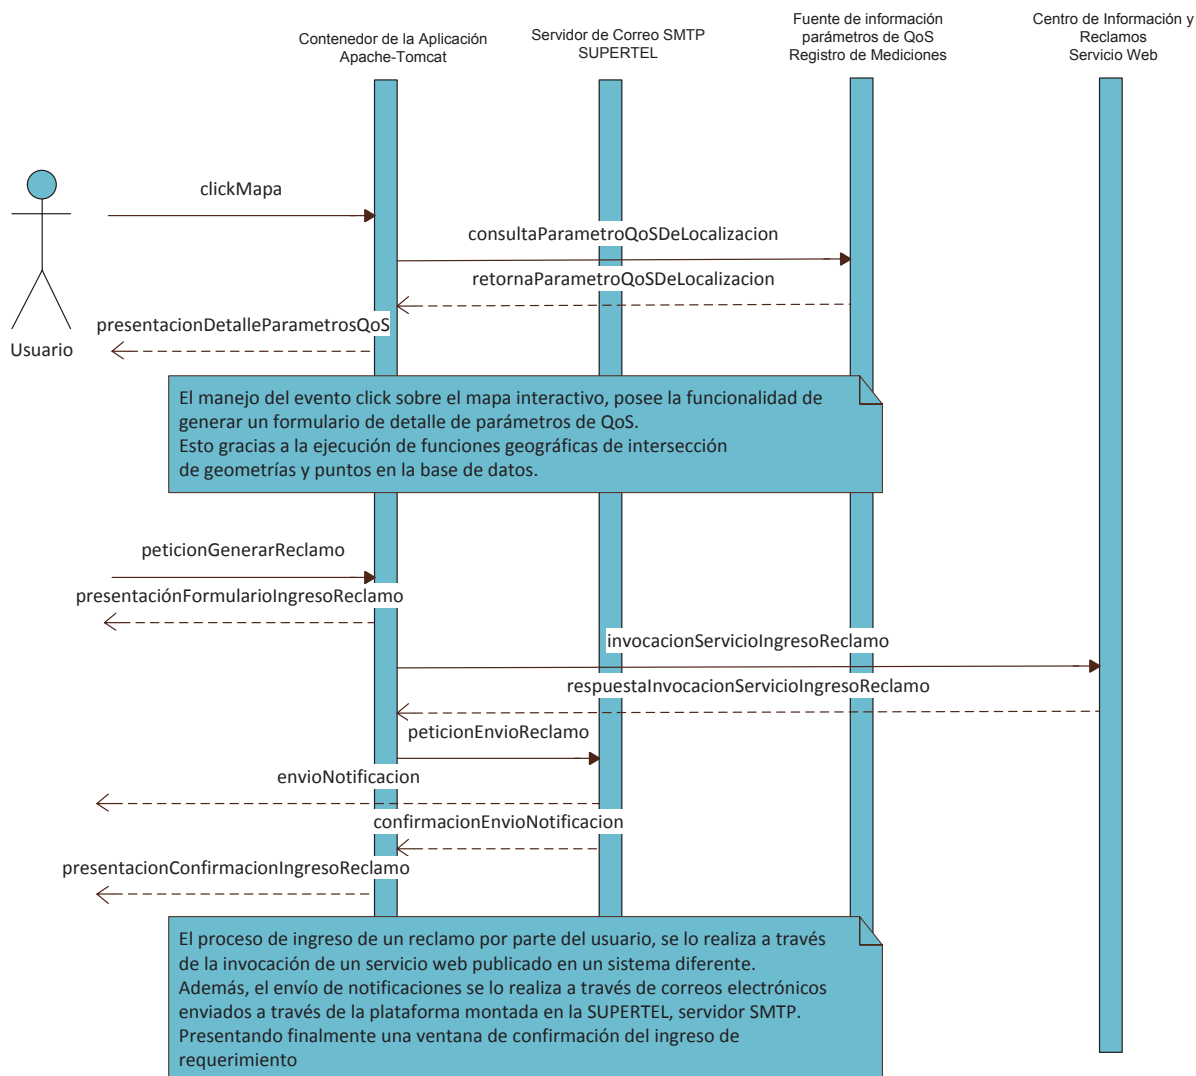 Contenedor de la Aplicación
Apache-Tomcat
Servidor de Correo SMTP
SUPERTEL
Fuente de información
parámetros de QoS
Registro de Mediciones
Centro de Información y
Reclamos
Servicio Web
clickMapa
consultaParametroQoSDeLocalizacion
retornaParametroQoSDeLocalizacion
presentacionDetalleParametrosQoS
Usuario
El manejo del evento click sobre el mapa interactivo, posee la funcionalidad de
generar un formulario de detalle de parámetros de QoS.
Esto gracias a la ejecución de funciones geográficas de intersección
de geometrías y puntos en la base de datos.
peticionGenerarReclamo
presentaciónFormularioIngresoReclamo
invocacionServicioIngresoReclamo
respuestaInvocacionServicioIngresoReclamo
peticionEnvioReclamo
envioNotificacion
confirmacionEnvioNotificacion
presentacionConfirmacionIngresoReclamo
El proceso de ingreso de un reclamo por parte del usuario, se lo realiza a través
de la invocación de un servicio web publicado en un sistema diferente.
Además, el envío de notificaciones se lo realiza a través de correos electrónicos
enviados a través de la plataforma montada en la SUPERTEL, servidor SMTP.
Presentando finalmente una ventana de confirmación del ingreso de
requerimiento